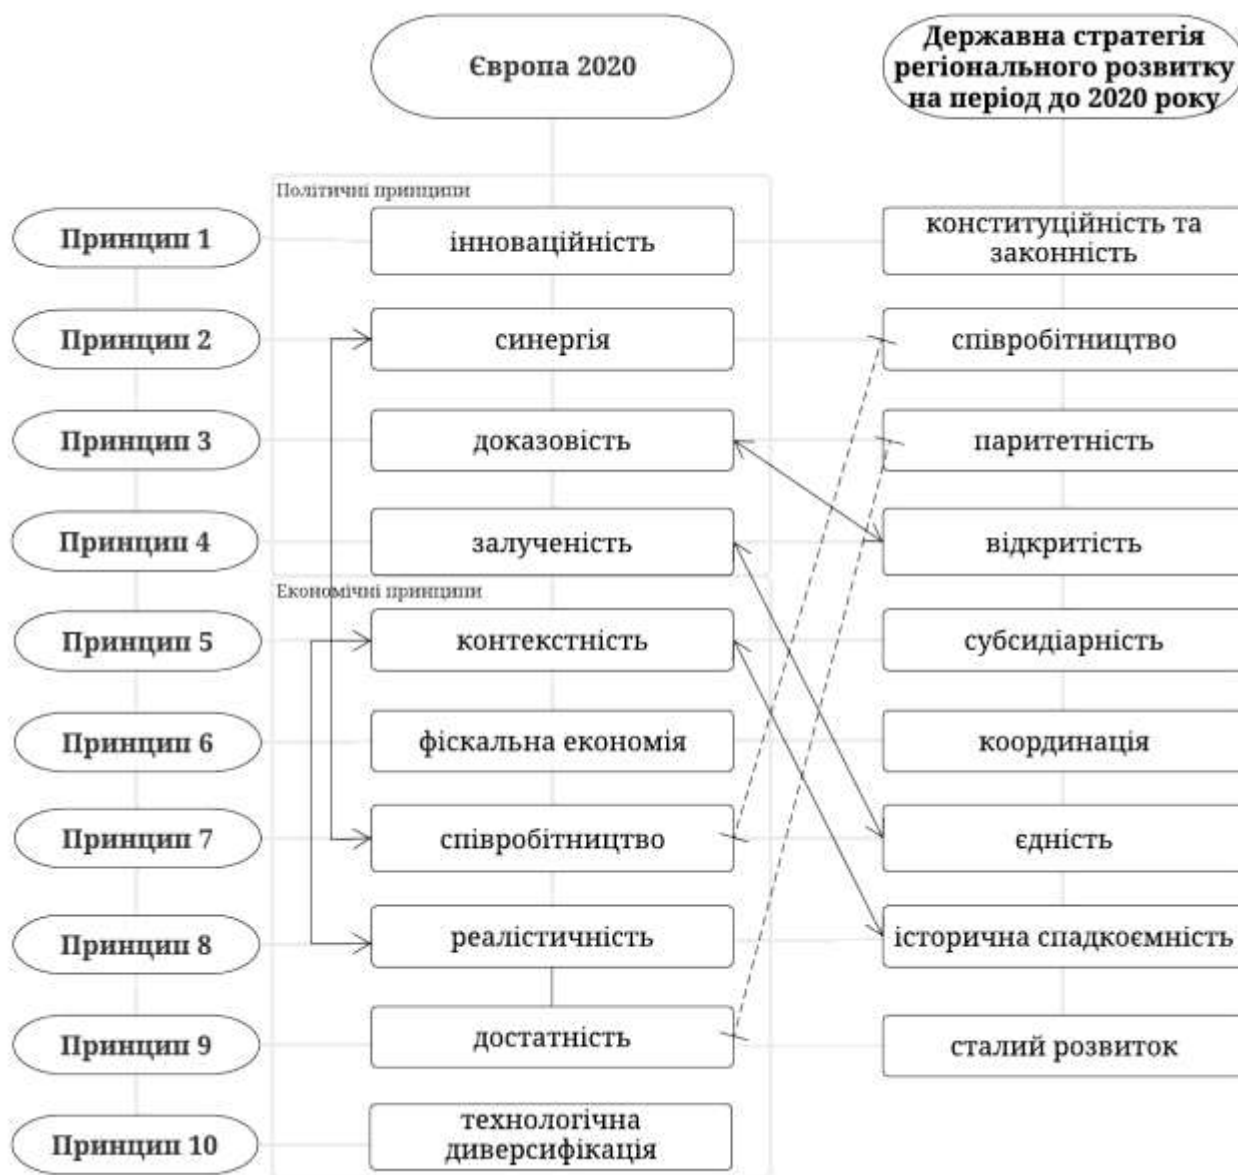 Європа 2020
Державна стратегія
регіонального розвитку
на період до 2020 року
Політичні принципи
Принцип 1
інноваційність
конституційність та
законність
Принцип 2
синергія
співробітництво
Принцип 3
доказовість
паритетність
Принцип 4
залученість
відкритість
Економічні принципи
Принцип 5
контекстність
субсидіарність
Принцип 6
фіскальна економія
координація
Принцип 7
співробітництво
єдність
Принцип 8
реалістичність
історична спадкоємність
Принцип 9
достатність
сталий розвиток
Принцип 10
технологічна
диверсифікація